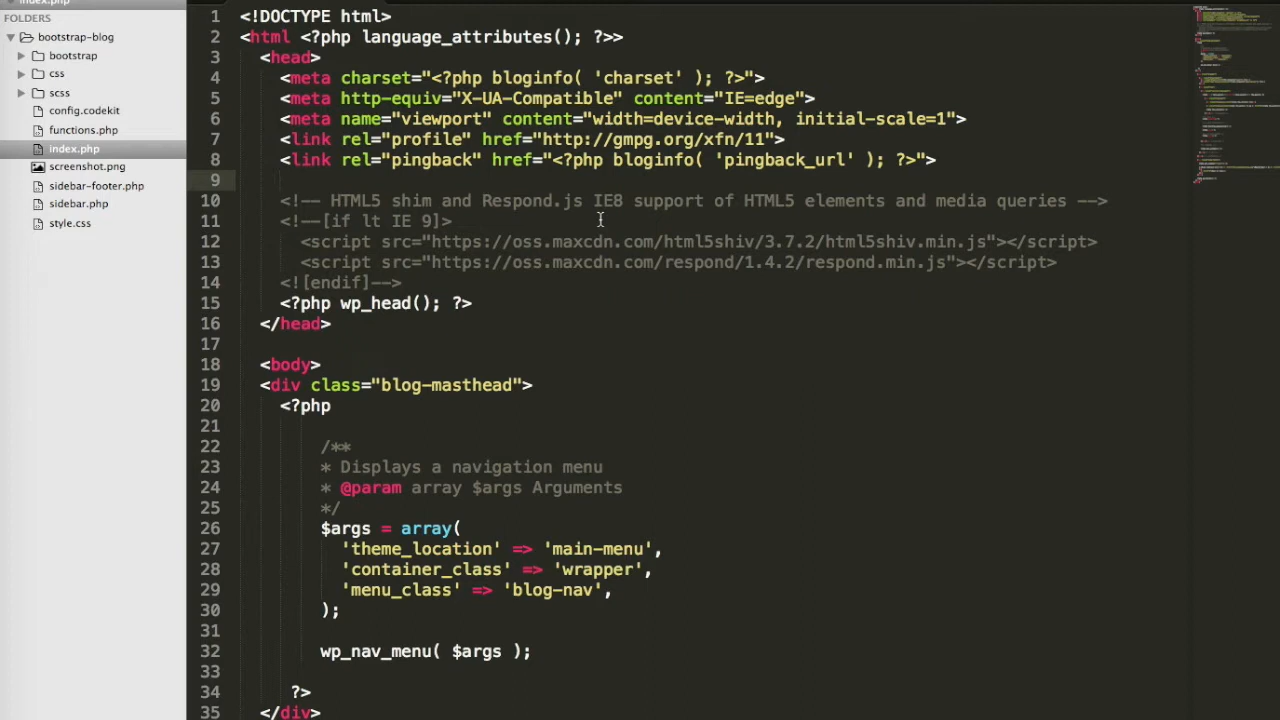 index.php
FOLDERS
bootstrap-blog
bootstrap
css
scss
config.codekit
functions.php
index.php
screenshot.png
sidebar-footer.php
sidebar.php
style.css
1 <!DOCTYPE html>
2 <html <?php language_attributes(); ?>>
3 <head>
4 <meta charset="<?php bloginfo( 'charset' ); ?>">
5 <meta http-equiv="X-UA-Compatible" content="IE=edge">
6 <meta name="viewport" content="width=device-width, initial-scale=1">
7 <link rel="profile" href="http://gmpg.org/xfn/11">
8 <link rel="pingback" href="<?php bloginfo( 'pingback_url' ); ?>">
9
10 <!-- HTML5 shim and Respond.js IE8 support of HTML5 elements and media queries -->
11 <!--[if lt IE 9]>
12 <script src="https://oss.maxcdn.com/html5shiv/3.7.2/html5shiv.min.js"></script>
13 <script src="https://oss.maxcdn.com/respond/1.4.2/respond.min.js"></script>
14 <![endif]-->
15 <?php wp_head(); ?>
16 </head>
17
18 <body>
19 <div class="blog-masthead">
20 <?php
21
22 /**
23 * Displays a navigation menu
24 * @param array $args Arguments
25 */
26 $args = array(
27 'theme_location' => 'main-menu',
28 'container_class' => 'wrapper',
29 'menu_class' => 'blog-nav',
30 );
31
32 wp_nav_menu( $args );
33
34 ?>
35 </div>